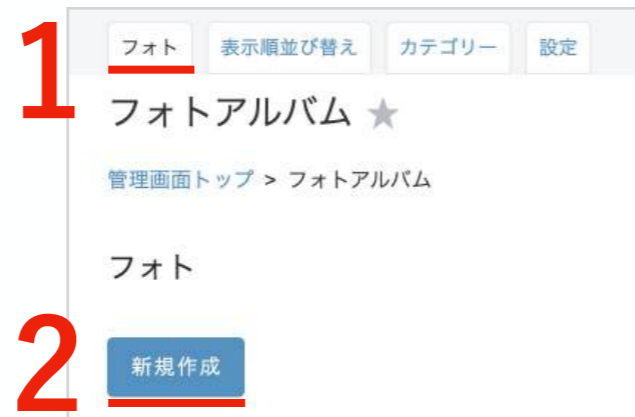 1
フォト 表示順並び替え カテゴリー 設定
フォトアルバム ★
管理画面トップ > フォトアルバム
フォト
2
新規作成